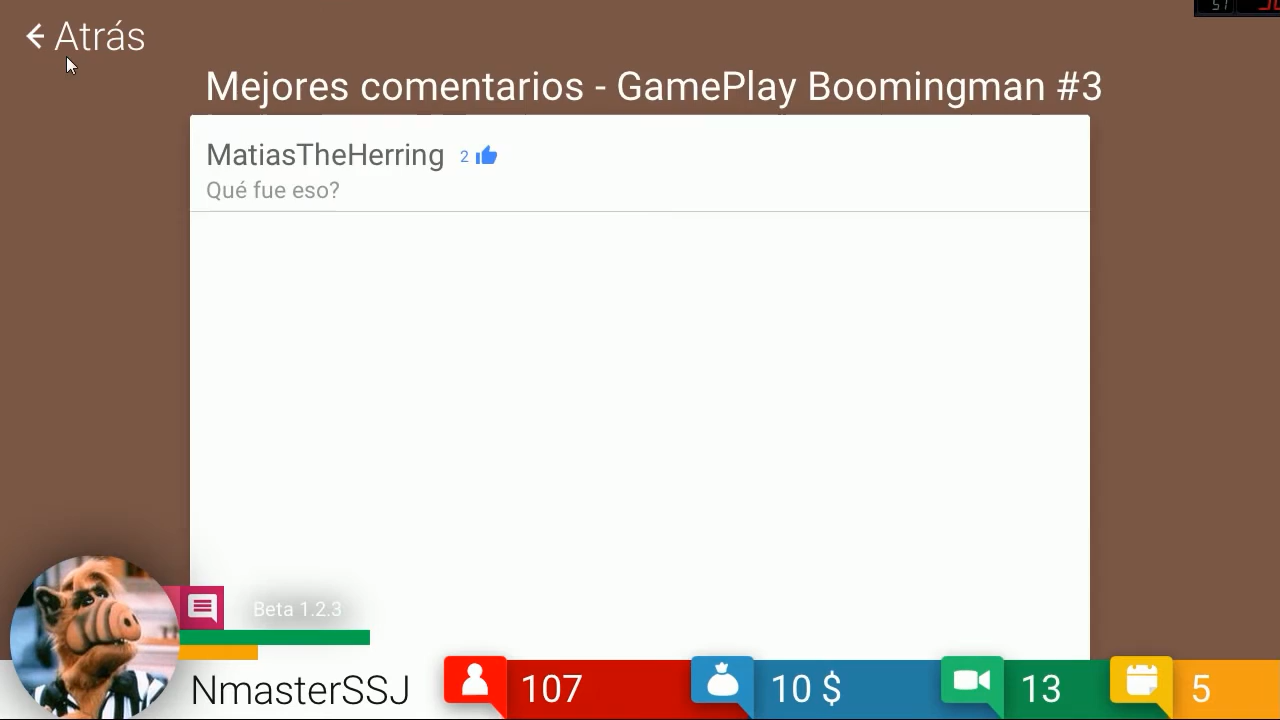 Atrás
Mejores comentarios - GamePlay Boomingman #3
MatiasTheHerring 2
Qué fue eso?
Beta 1.2.3
NmasterSSJ 107 10 $ 13 5